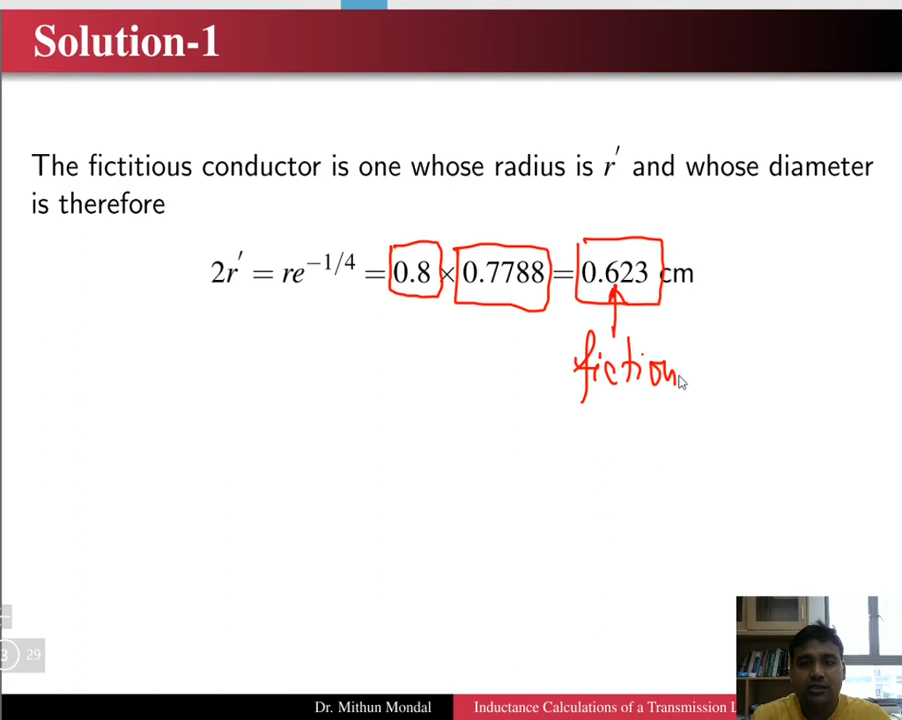 Solution-1
The fictitious conductor is one whose radius is r′ and whose diameter
is therefore
2r′ = re^{-1/4} = 0.8 × 0.7788 = 0.623 cm
fiction
3 29
Dr. Mithun Mondal Inductance Calculations of a Transmission L